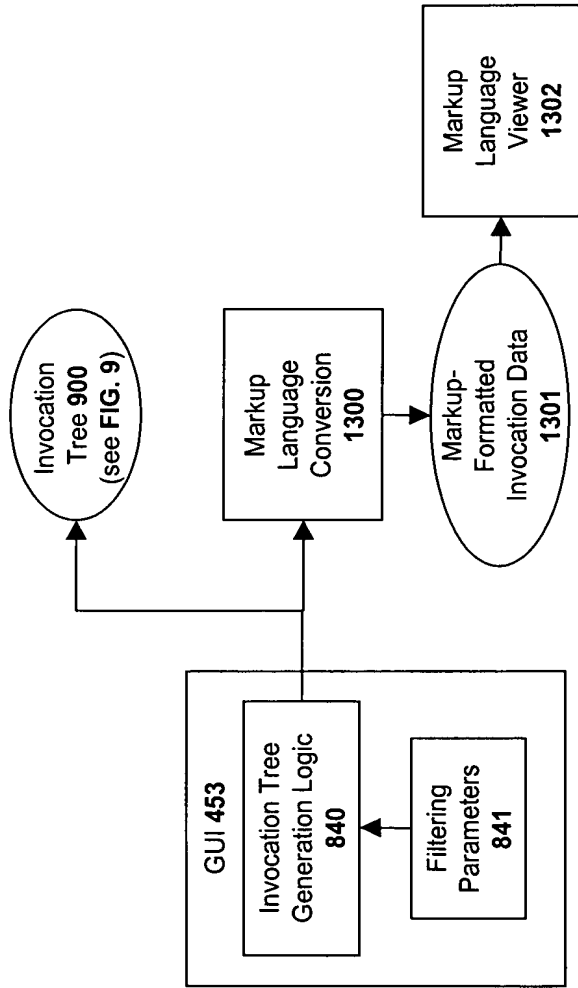 GUI 453
Invocation Tree
Generation Logic
840
Filtering
Parameters
841
Invocation
Tree 900
(see FIG. 9)
Markup
Language
Conversion
1300
Markup-
Formatted
Invocation Data
1301
Markup
Language
Viewer
1302